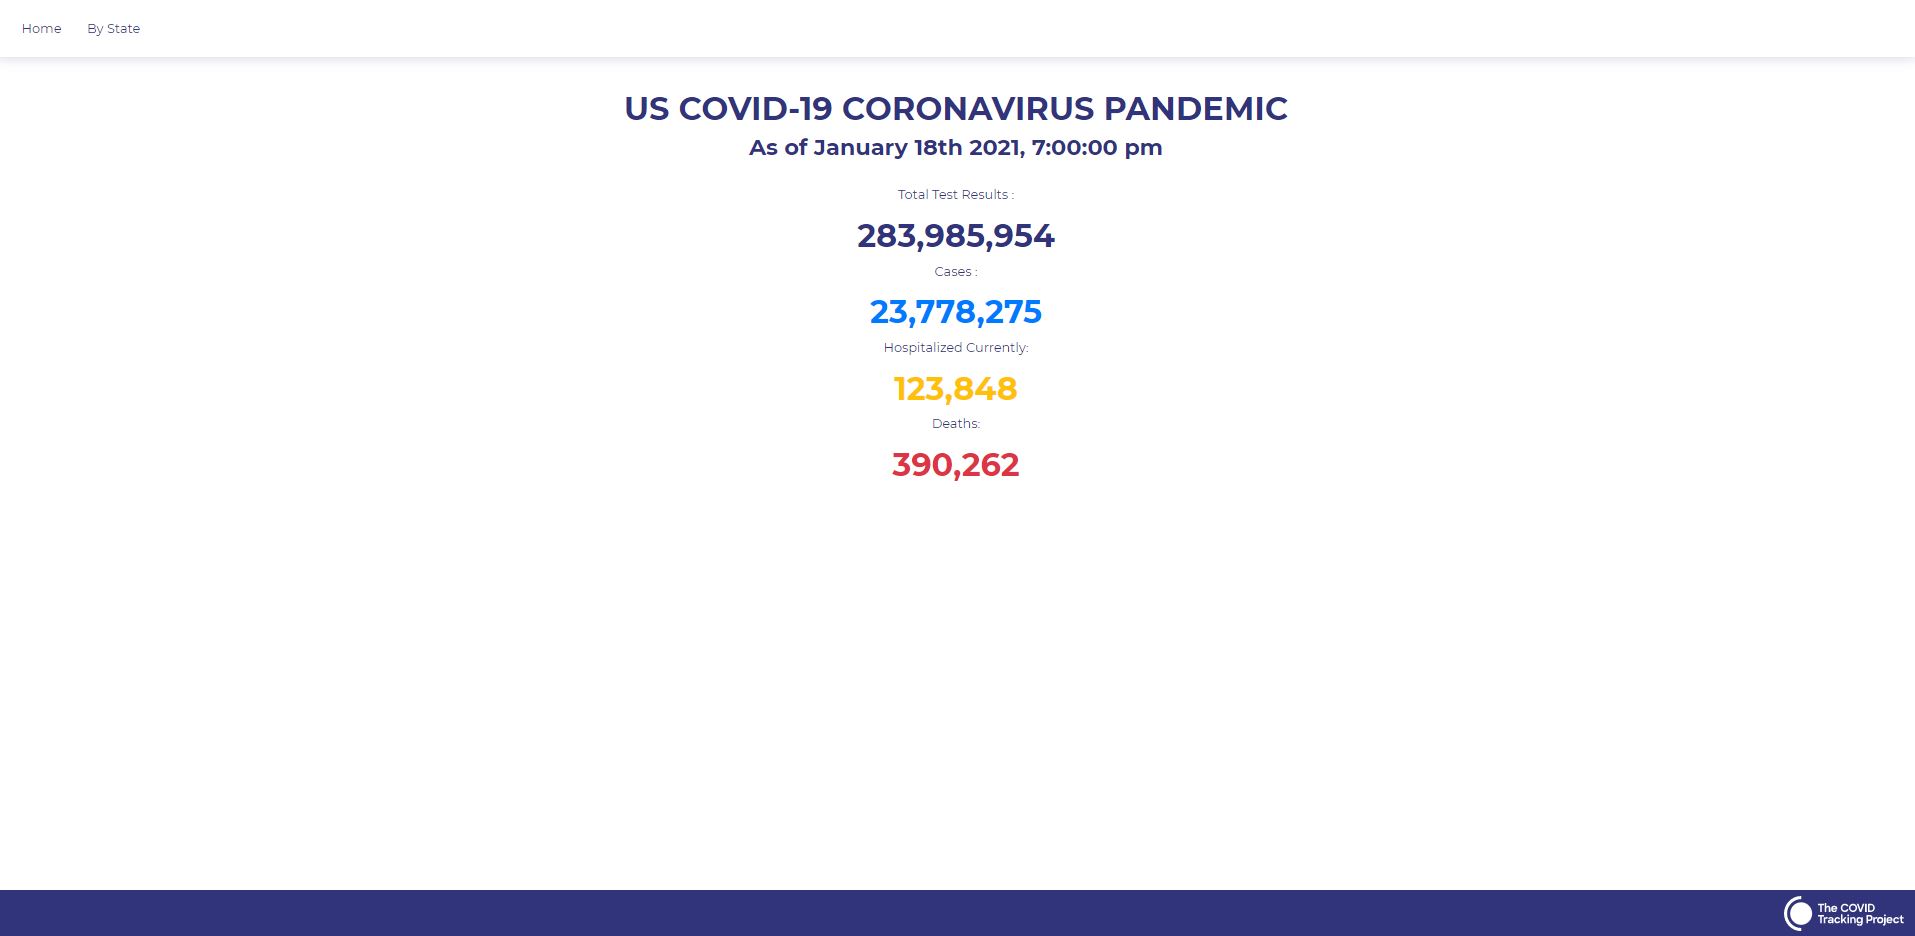 Home By State
US COVID-19 CORONAVIRUS PANDEMIC
As of January 18th 2021, 7:00:00 pm
Total Test Results :
283,985,954
Cases :
23,778,275
Hospitalized Currently:
123,848
Deaths:
390,262
The COVID
Tracking Project